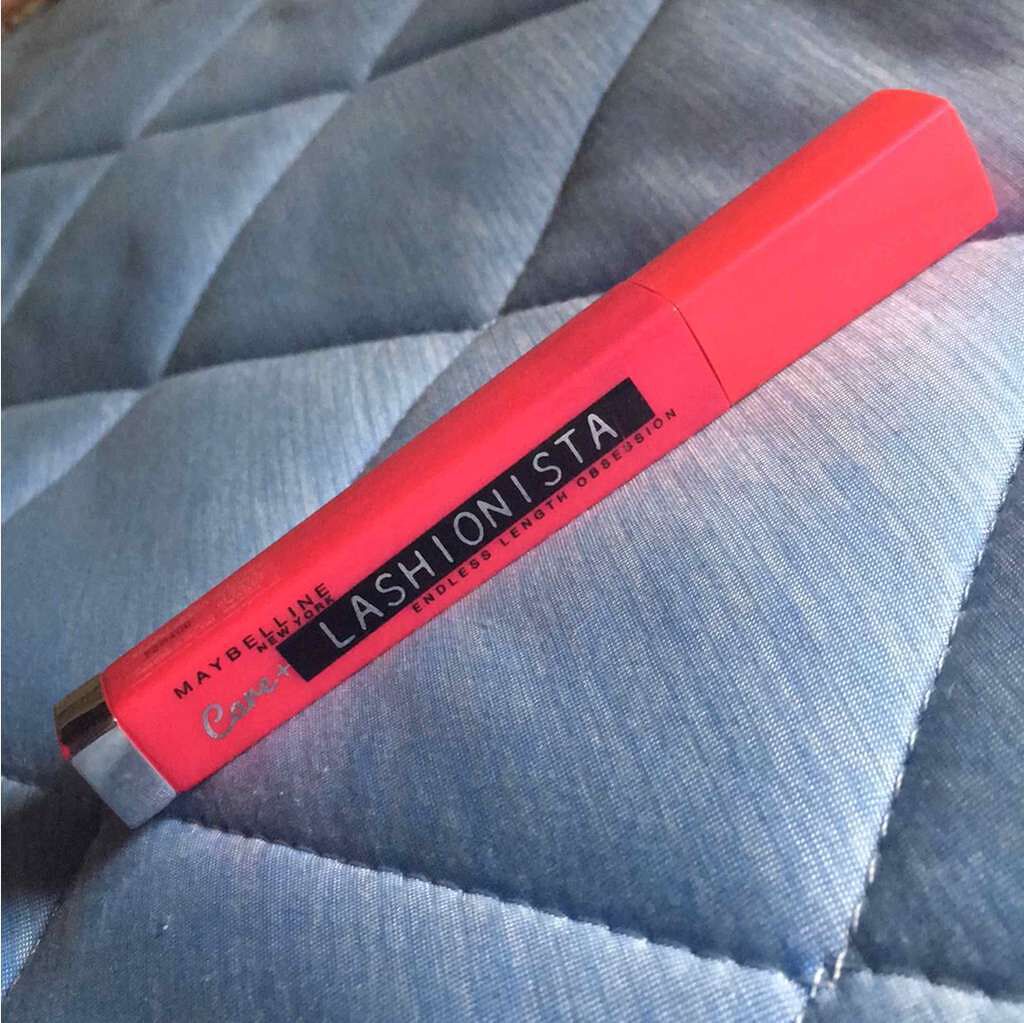 MAYBELLINE
NEW YORK
Care+
LASHIONISTA
ENDLESS LENGTH OBSESSION